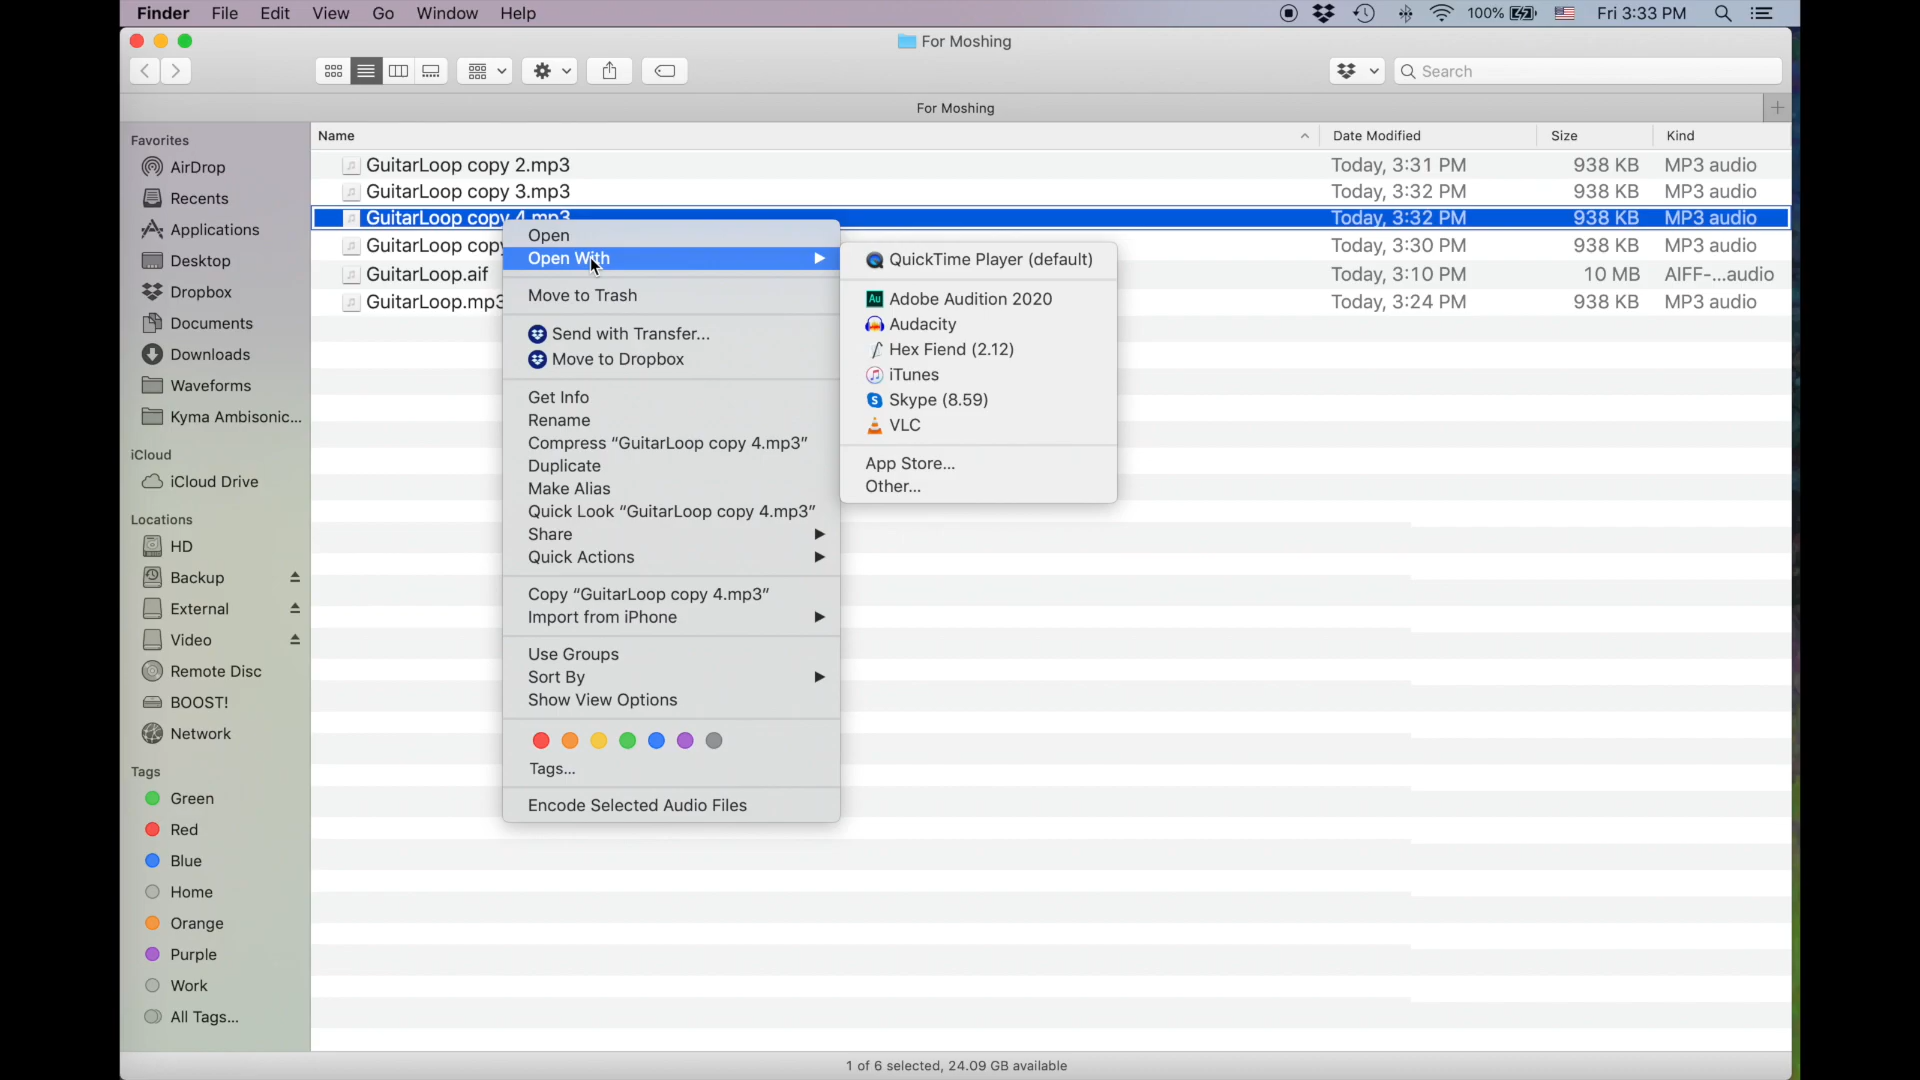 Finder File Edit View Go Window Help 100% Fri 3:33 PM
For Moshing
Search
For Moshing
Name Date Modified Size Kind
Favorites
AirDrop
Recents
Applications
Desktop
Dropbox
Documents
Downloads
Waveforms
Kyma Ambisonic...
iCloud
iCloud Drive
Locations
HD
Backup
External
Video
Remote Disc
BOOST!
Network
Tags
Green
Red
Blue
Home
Orange
Purple
Work
All Tags...
GuitarLoop copy 2.mp3 Today, 3:31 PM 938 KB MP3 audio
GuitarLoop copy 3.mp3 Today, 3:32 PM 938 KB MP3 audio
GuitarLoop copy 4.mp3 Today, 3:32 PM 938 KB MP3 audio
GuitarLoop copy Today, 3:30 PM 938 KB MP3 audio
GuitarLoop.aif Today, 3:10 PM 10 MB AIFF-...audio
GuitarLoop.mp3 Today, 3:24 PM 938 KB MP3 audio
Open
Open With
Move to Trash
Send with Transfer...
Move to Dropbox
Get Info
Rename
Compress “GuitarLoop copy 4.mp3”
Duplicate
Make Alias
Quick Look “GuitarLoop copy 4.mp3”
Share
Quick Actions
Copy “GuitarLoop copy 4.mp3”
Import from iPhone
Use Groups
Sort By
Show View Options
Tags...
Encode Selected Audio Files
QuickTime Player (default)
Au Adobe Audition 2020
Audacity
Hex Fiend (2.12)
iTunes
S Skype (8.59)
VLC
App Store...
Other...
1 of 6 selected, 24.09 GB available